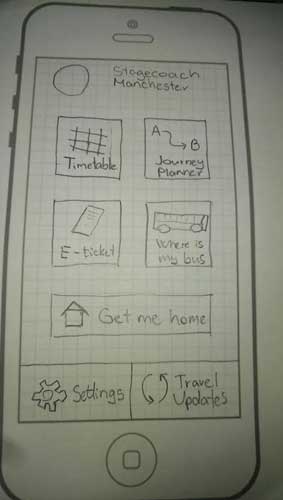 Stagecoach
Manchester
Timetable
A
B
Journey
Planner
E-ticket
Where is
my bus
Get me home
Settings
Travel
Updates